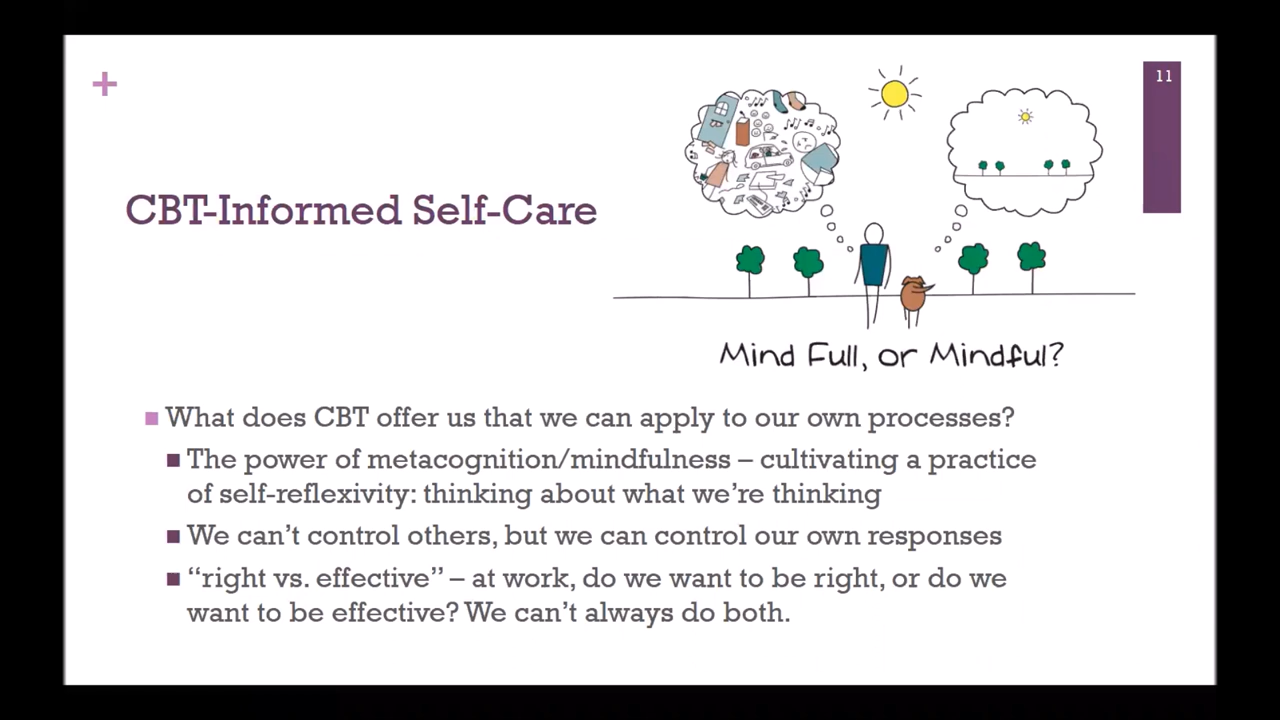 +
11
CBT-Informed Self-Care
Mind Full, or Mindful?
What does CBT offer us that we can apply to our own processes?
The power of metacognition/mindfulness – cultivating a practice
of self-reflexivity: thinking about what we’re thinking
We can’t control others, but we can control our own responses
“right vs. effective” – at work, do we want to be right, or do we
want to be effective? We can’t always do both.